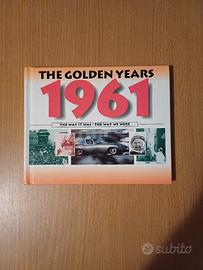 THE GOLDEN YEARS
1961
THE WAY IT WAS - THE WAY WE WERE
subito